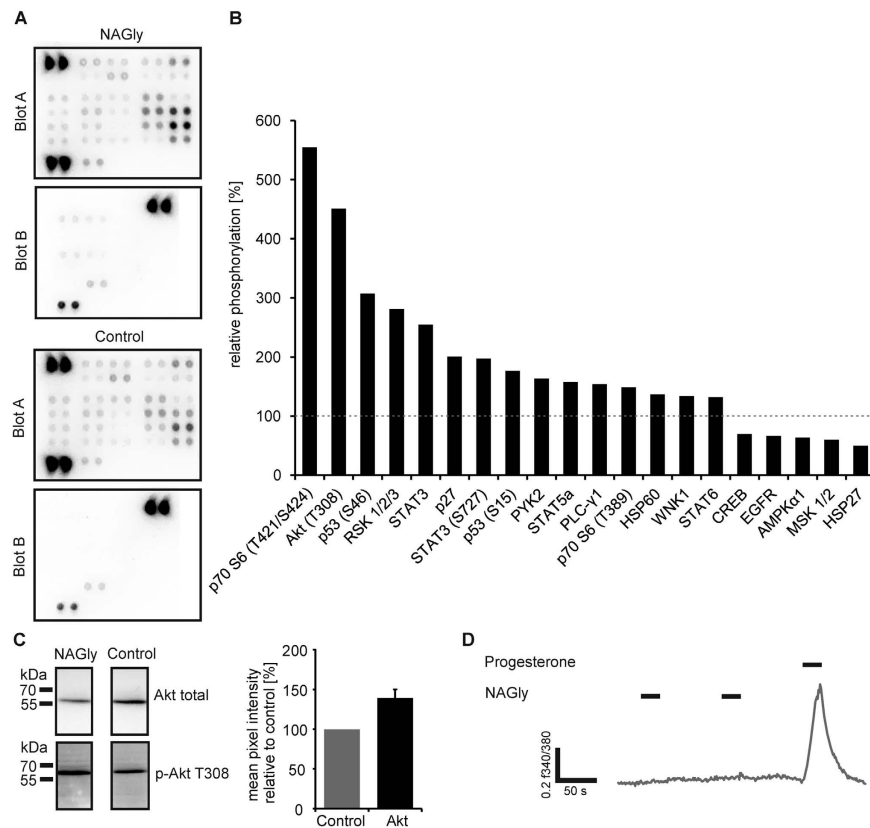 A
NAGly
Blot A
Blot B
Control
Blot A
Blot B
B
relative phosphorylation [%]
600
500
400
300
200
100
0
p70 S6 (T421/S424)
Akt (T308)
p53 (S46)
RSK 1/2/3
STAT3
p27
STAT3 (S727)
p53 (S15)
PYK2
STAT5a
PLC-γ1
p70 S6 (T389)
HSP60
WNK1
STAT6
CREB
EGFR
AMPKα1
MSK 1/2
HSP27
C
NAGly Control
kDa
70
55
Akt total
kDa
70
55
p-Akt T308
mean pixel intensity
relative to control [%]
200
150
100
50
0
Control Akt
D
Progesterone
NAGly
0.2 f340/380
50 s